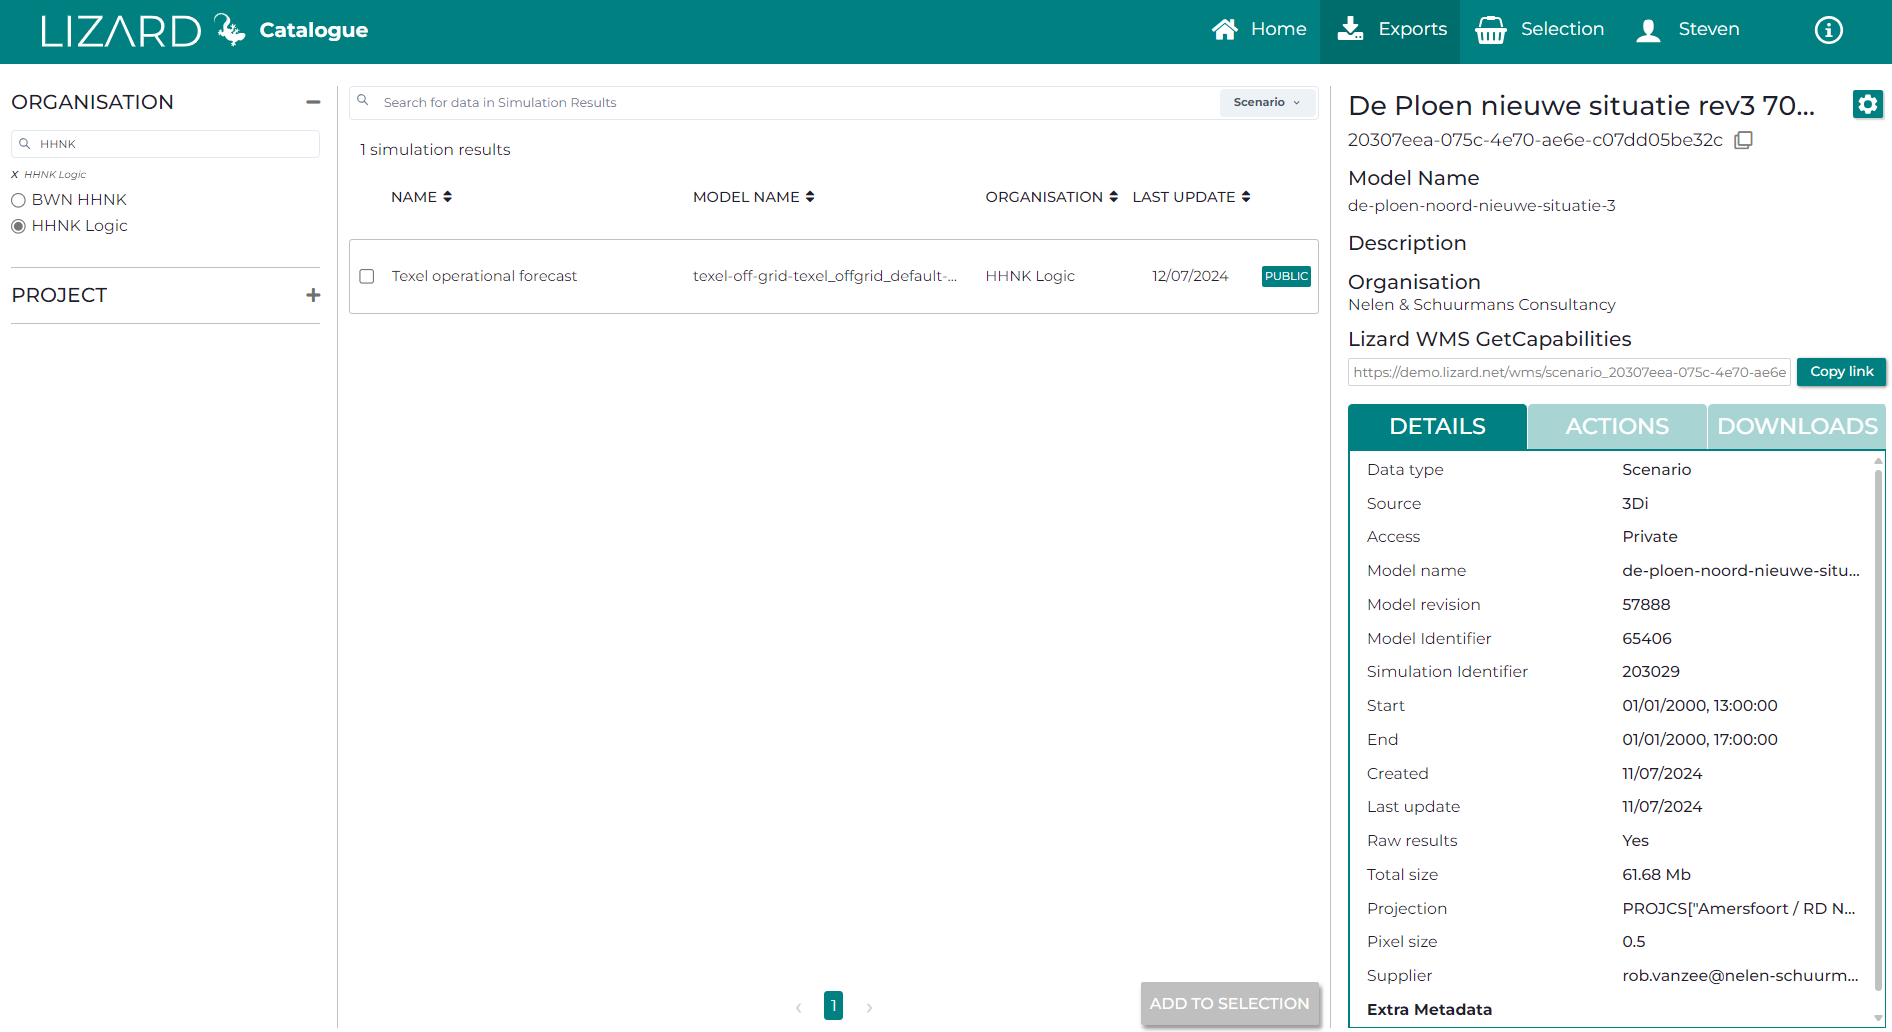 LIZARD Catalogue
Home
Exports
Selection
Steven
ORGANISATION
HHNK
x HHNK Logic
BWN HHNK
HHNK Logic
PROJECT
Search for data in Simulation Results
Scenario
1 simulation results
NAME MODEL NAME ORGANISATION LAST UPDATE
Texel operational forecast texel-off-grid-texel_offgrid_default-... HHNK Logic 12/07/2024 PUBLIC
1
ADD TO SELECTION
De Ploen nieuwe situatie rev3 70...
20307eea-075c-4e70-ae6e-c07dd05be32c
Model Name
de-ploen-noord-nieuwe-situatie-3
Description
Organisation
Nelen & Schuurmans Consultancy
Lizard WMS GetCapabilities
https://demo.lizard.net/wms/scenario_20307eea-075c-4e70-ae6e Copy link
DETAILS ACTIONS DOWNLOADS
Data type Scenario
Source 3Di
Access Private
Model name de-ploen-noord-nieuwe-situ...
Model revision 57888
Model Identifier 65406
Simulation Identifier 203029
Start 01/01/2000, 13:00:00
End 01/01/2000, 17:00:00
Created 11/07/2024
Last update 11/07/2024
Raw results Yes
Total size 61.68 Mb
Projection PROJCS["Amersfoort / RD N...
Pixel size 0.5
Supplier rob.vanzee@nelen-schuurm...
Extra Metadata